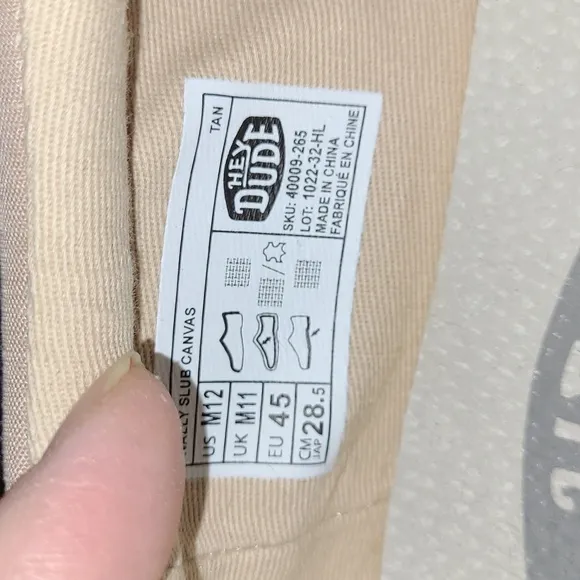 TAN
HEY
DUDE
SKU: 40009-265
LOT: 1022-32-HL
MADE IN CHINA
FABRIQUÉ EN CHINE
SLUB CANVAS
US M12
UK M11
EU 45
CM
JAP 28.5